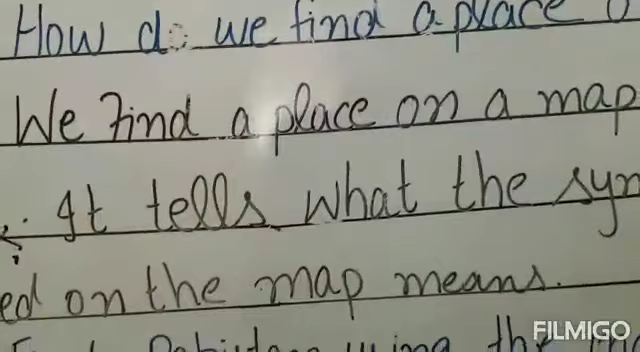 How do we find a place
We find a place on a map
It tells what the
ed on the map means.
the
FILMIGO